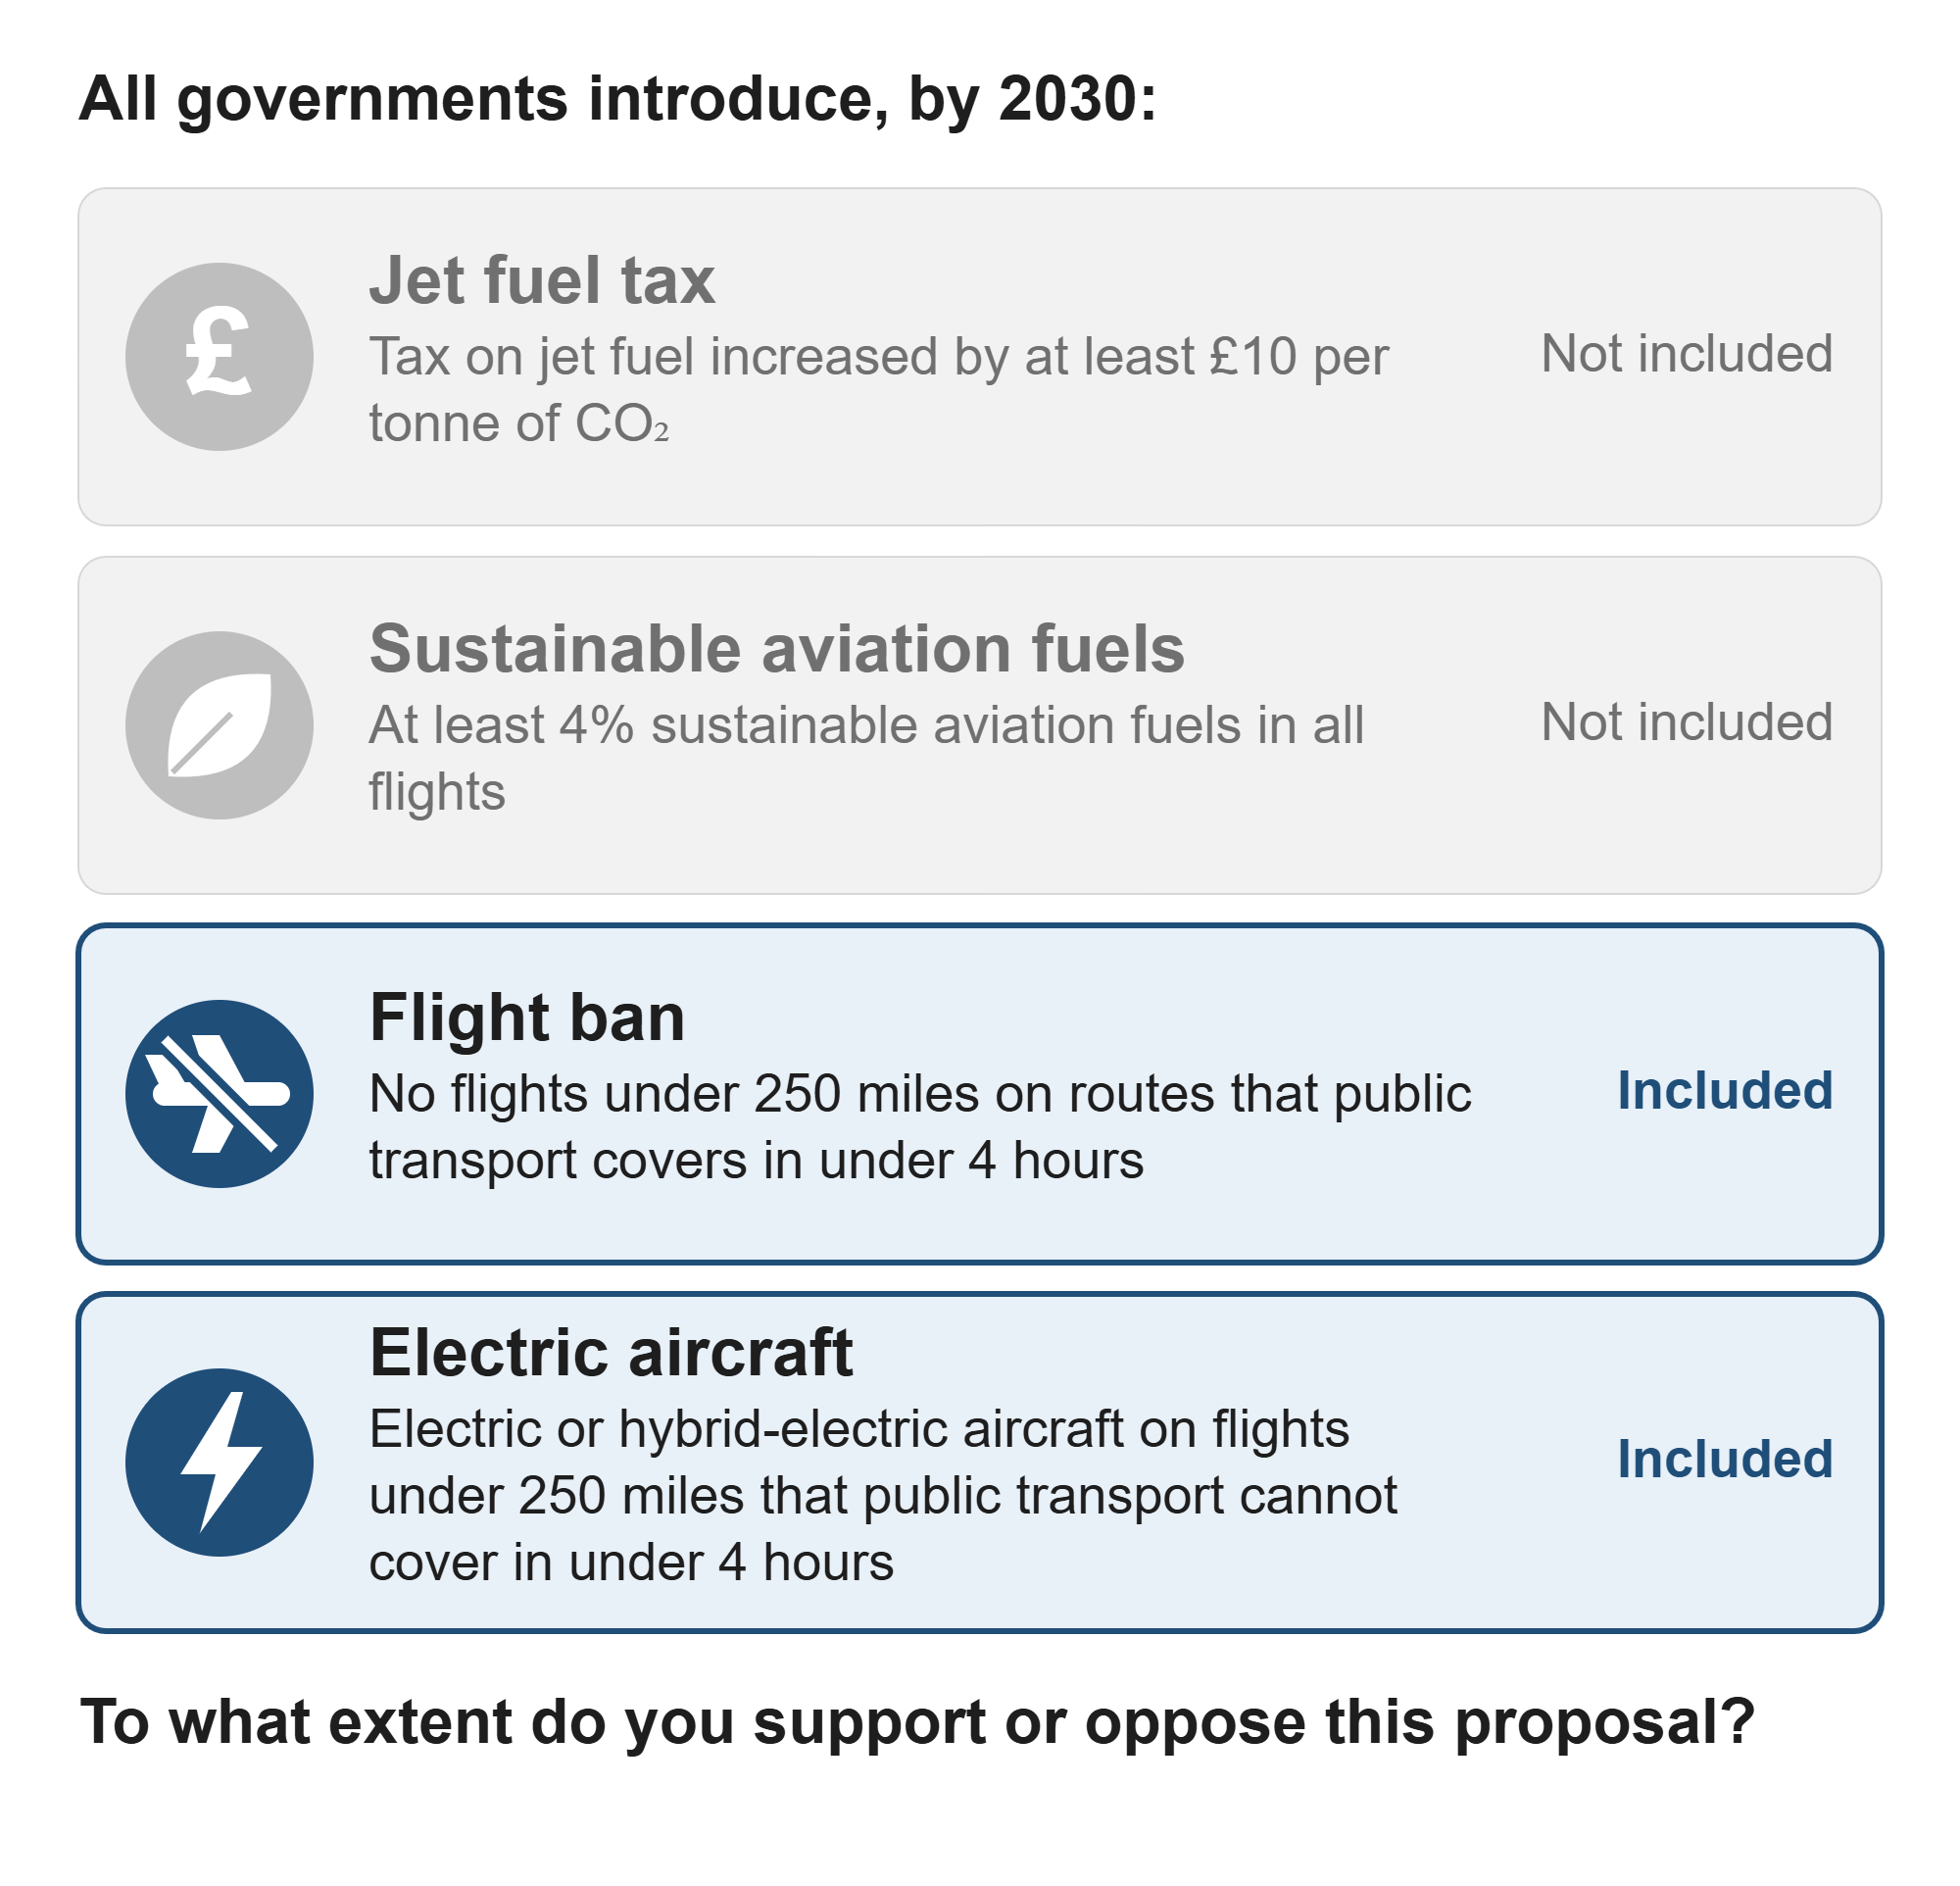 All governments introduce, by 2030:
£
Jet fuel tax
Tax on jet fuel increased by at least £10 per
tonne of CO₂
Not included
Sustainable aviation fuels
At least 4% sustainable aviation fuels in all
flights
Not included
Flight ban
No flights under 250 miles on routes that public
transport covers in under 4 hours
Included
Electric aircraft
Electric or hybrid-electric aircraft on flights
under 250 miles that public transport cannot
cover in under 4 hours
Included
To what extent do you support or oppose this proposal?